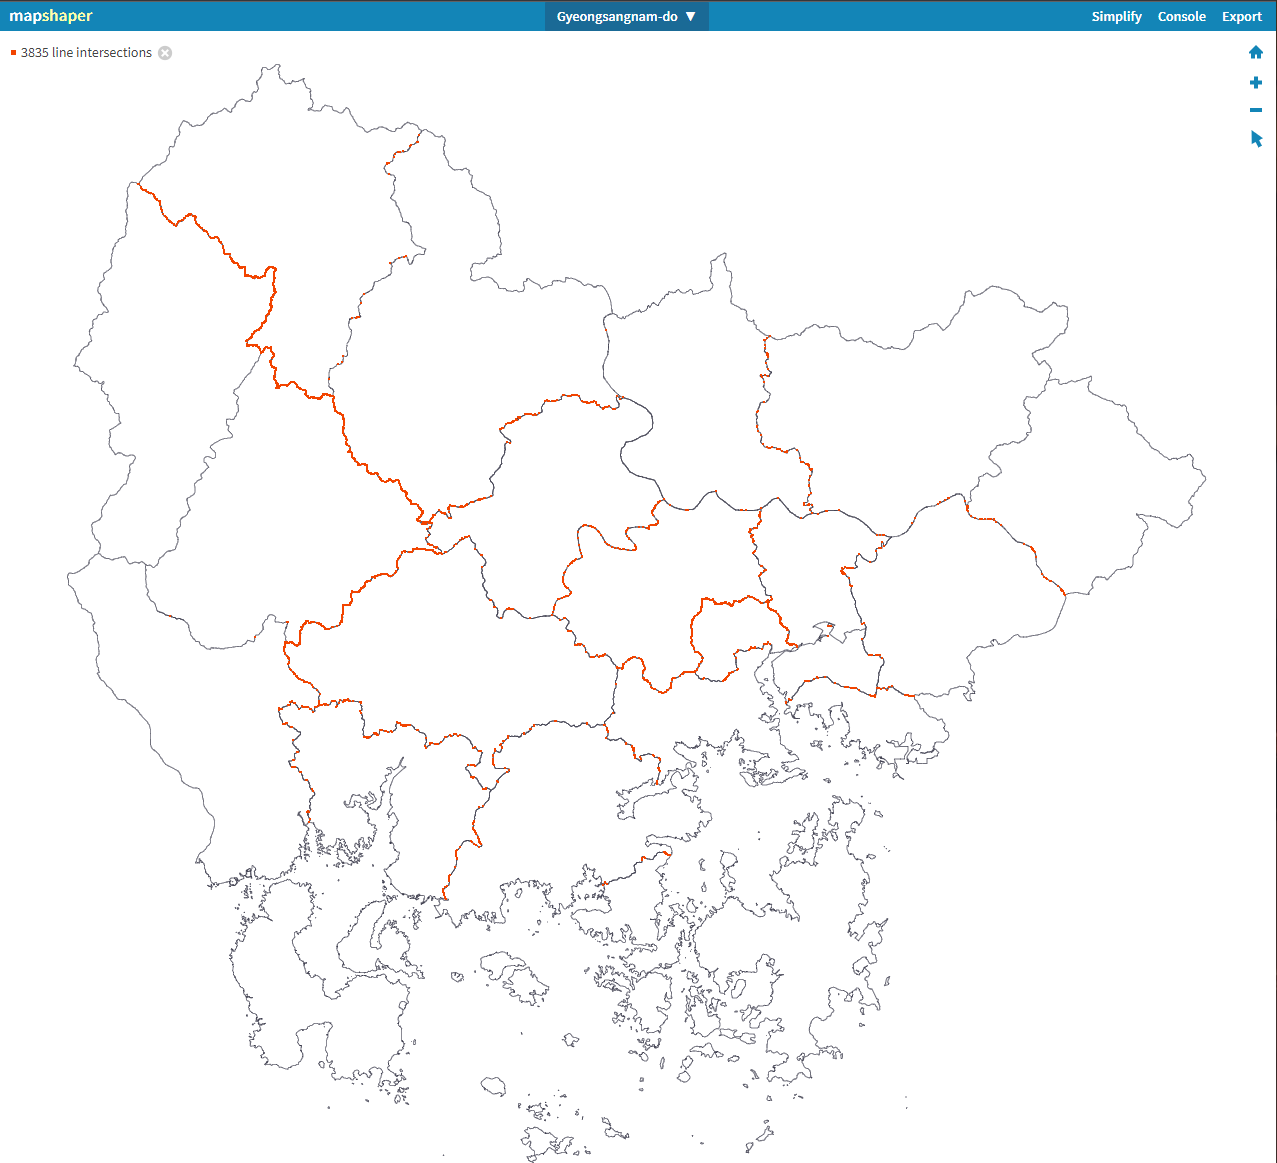 mapshaper
Gyeongsangnam-do ▼
Simplify Console Export
3835 line intersections